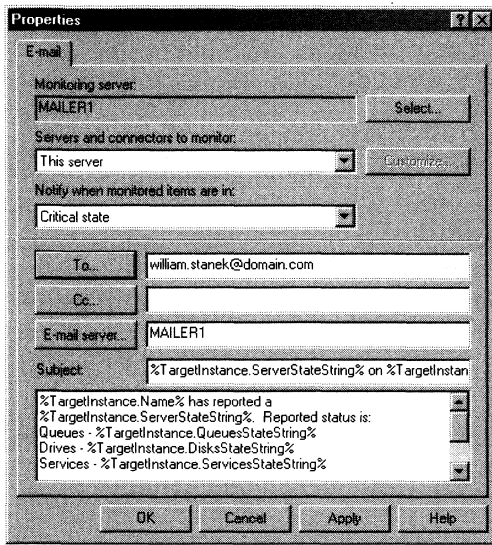 Properties
E-mail
Monitoring server:
MAILER1
Select...
Servers and connectors to monitor:
This server
Customize...
Notify when monitored items are in:
Critical state
To...
william.stanek@domain.com
Cc...
E-mail server...
MAILER1
Subject:
%TargetInstance.ServerStateString% on %TargetInstan
%TargetInstance.Name% has reported a
%TargetInstance.ServerStateString%. Reported status is:
Queues - %TargetInstance.QueuesStateString%
Drives - %TargetInstance.DisksStateString%
Services - %TargetInstance.ServicesStateString%
OK
Cancel
Apply
Help